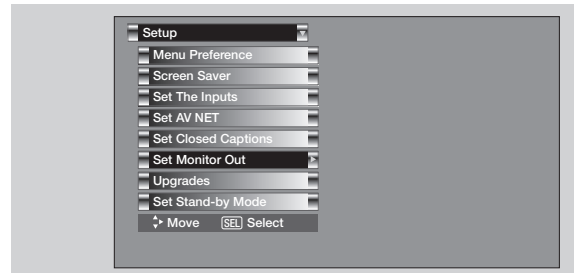 Setup
Menu Preference
Screen Saver
Set The Inputs
Set AV NET
Set Closed Captions
Set Monitor Out
Upgrades
Set Stand-by Mode
Move SEL Select